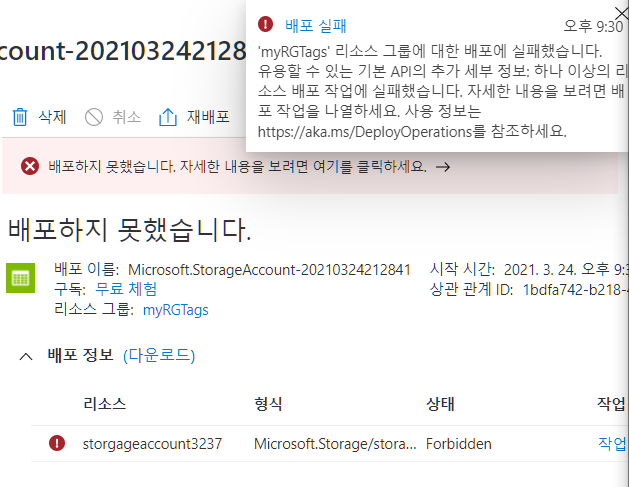 배포 실패
오후 9:30
'myRGTags' 리소스 그룹에 대한 배포에 실패했습니다.
유용할 수 있는 기본 API의 추가 세부 정보: 하나 이상의 리
소스 배포 작업에 실패했습니다. 자세한 내용을 보려면 배
포 작업을 나열하세요. 사용 정보는
https://aka.ms/DeployOperations를 참조하세요.
count-20210324212841
삭제
취소
재배포
배포하지 못했습니다. 자세한 내용을 보려면 여기를 클릭하세요. →
배포하지 못했습니다.
배포 이름: Microsoft.StorageAccount-20210324212841
시작 시간: 2021. 3. 24. 오후 9:3
구독: 무료 체험
상관 관계 ID: 1bdfa742-b218-4
리소스 그룹: myRGTags
배포 정보 (다운로드)
리소스 형식 상태 작업
storgageaccount3237 Microsoft.Storage/stora... Forbidden 작업